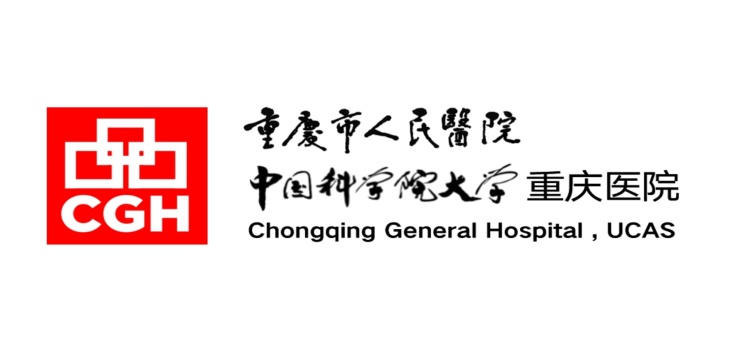 CGH
重慶市人民醫院
中国科学院大学重庆医院
Chongqing General Hospital , UCAS